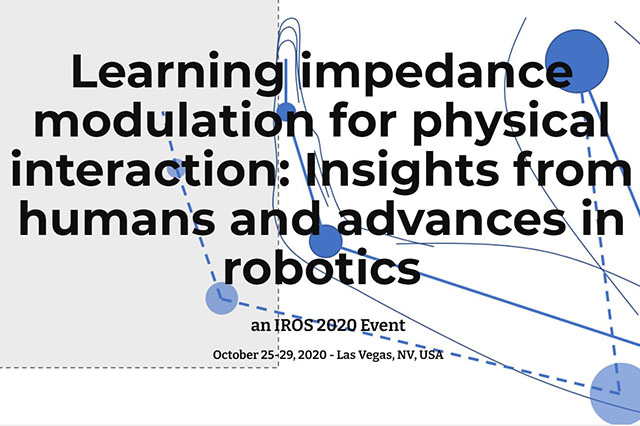 Learning impedance
modulation for physical
interaction: Insights from
humans and advances in
robotics
an IROS 2020 Event
October 25-29, 2020 - Las Vegas, NV, USA